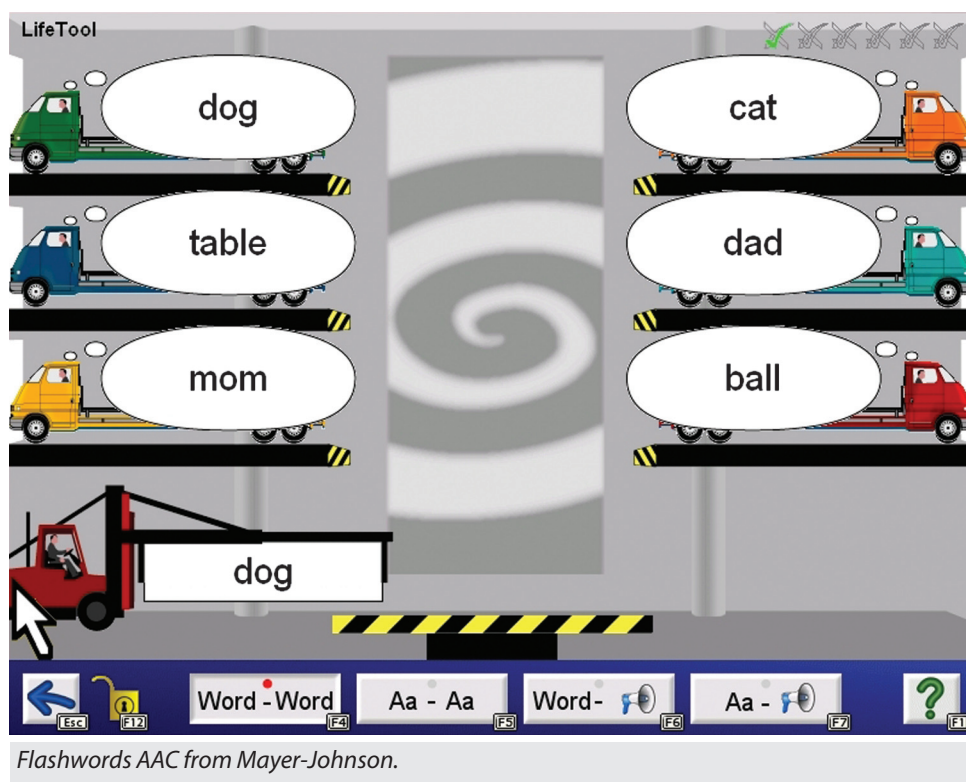 LifeTool
dog
cat
table
dad
mom
ball
dog
Esc
F12
Word - Word
F4
Aa - Aa
F5
Word-
F6
Aa -
F7
?
F1
Flashwords AAC from Mayer-Johnson.